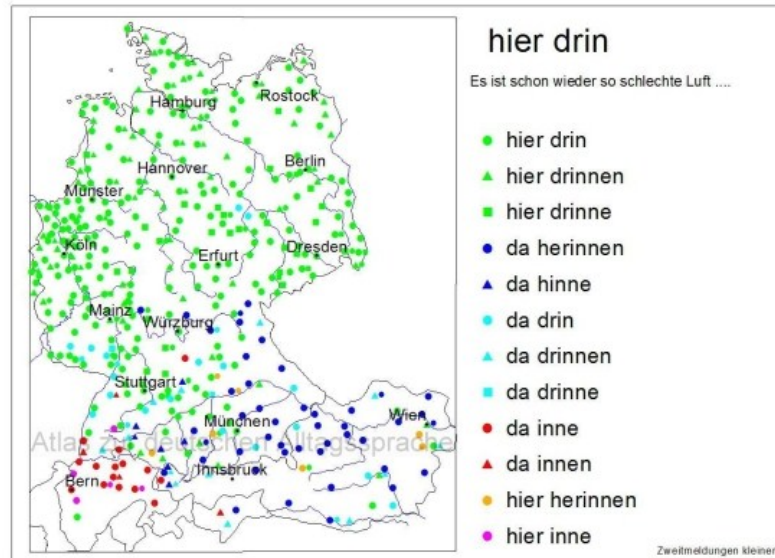 hier drin
Es ist schon wieder so schlechte Luft ....
hier drin
hier drinnen
hier drinne
da herinnen
da hinne
da drin
da drinnen
da drinne
da inne
da innen
hier herinnen
hier inne
Zweitmeldungen kleiner
Hamburg
Rostock
Hannover
Berlin
Münster
Köln
Erfurt
Dresden
Mainz
Würzburg
Stuttgart
München
Wien
Atlas zur deutschen Alltagssprache
Innsbruck
Bern